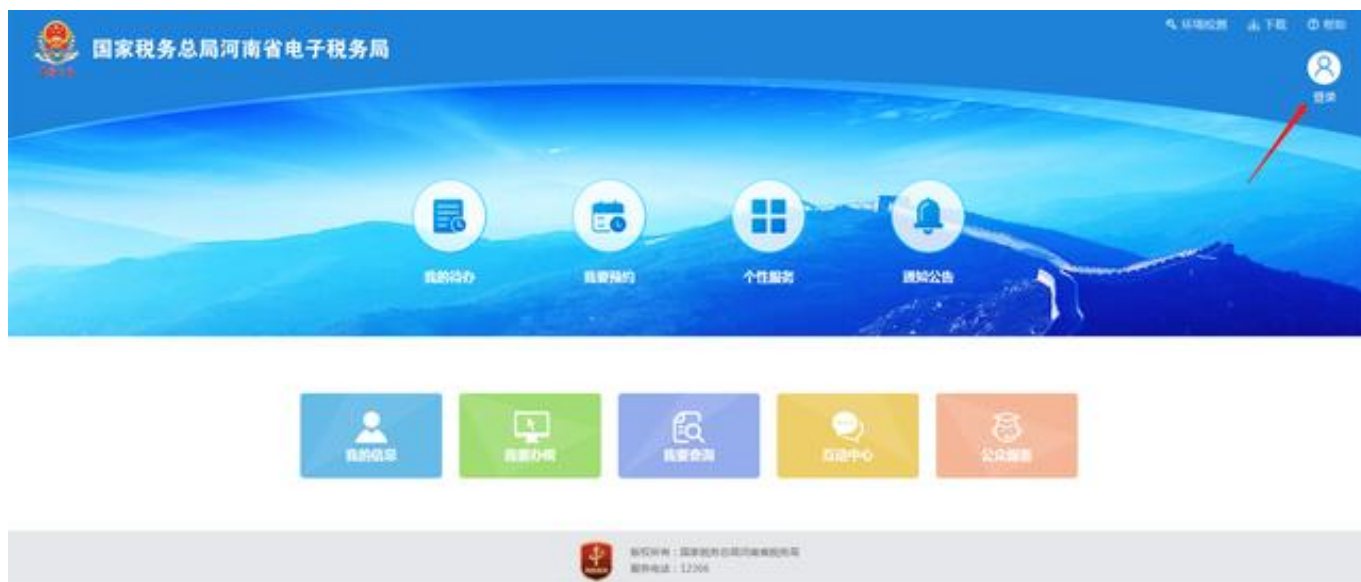 环境检测 下载 帮助
国家税务总局河南省电子税务局
登录
我的待办 我要预约 个性服务 通知公告
我的信息 我要办税 我要查询 互动中心 公众服务
版权所有：国家税务总局河南省税务局
服务电话：12366